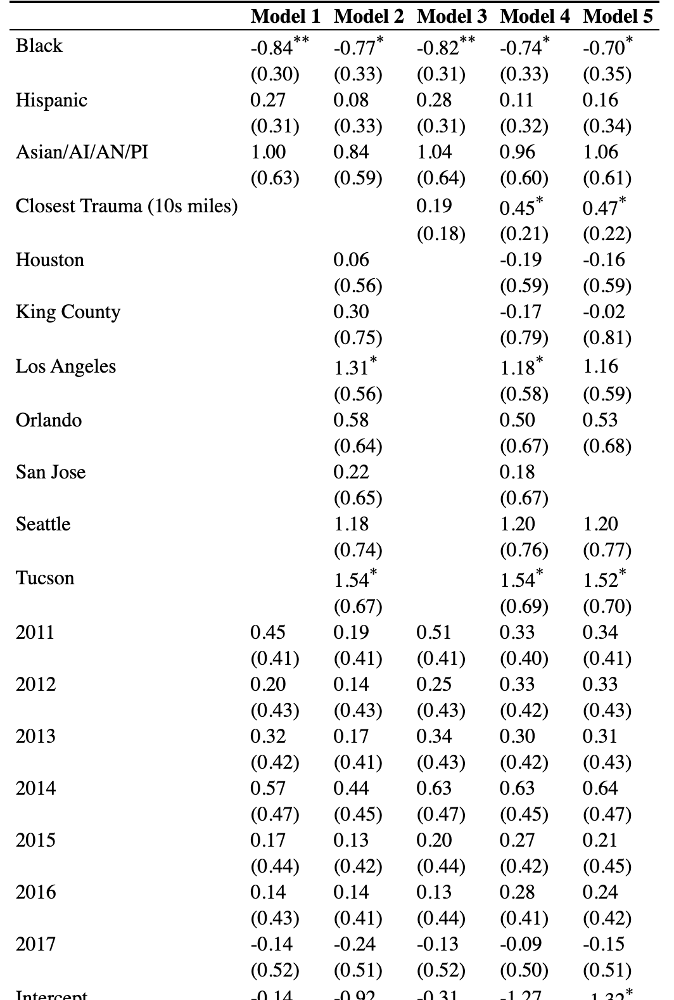 Model 1 Model 2 Model 3 Model 4 Model 5
Black -0.84** -0.77* -0.82** -0.74* -0.70*
(0.30) (0.33) (0.31) (0.33) (0.35)
Hispanic 0.27 0.08 0.28 0.11 0.16
(0.31) (0.33) (0.31) (0.32) (0.34)
Asian/AI/AN/PI 1.00 0.84 1.04 0.96 1.06
(0.63) (0.59) (0.64) (0.60) (0.61)
Closest Trauma (10s miles) 0.19 0.45* 0.47*
(0.18) (0.21) (0.22)
Houston 0.06 -0.19 -0.16
(0.56) (0.59) (0.59)
King County 0.30 -0.17 -0.02
(0.75) (0.79) (0.81)
Los Angeles 1.31* 1.18* 1.16
(0.56) (0.58) (0.59)
Orlando 0.58 0.50 0.53
(0.64) (0.67) (0.68)
San Jose 0.22 0.18
(0.65) (0.67)
Seattle 1.18 1.20 1.20
(0.74) (0.76) (0.77)
Tucson 1.54* 1.54* 1.52*
(0.67) (0.69) (0.70)
2011 0.45 0.19 0.51 0.33 0.34
(0.41) (0.41) (0.41) (0.40) (0.41)
2012 0.20 0.14 0.25 0.33 0.33
(0.43) (0.43) (0.43) (0.42) (0.43)
2013 0.32 0.17 0.34 0.30 0.31
(0.42) (0.41) (0.43) (0.42) (0.43)
2014 0.57 0.44 0.63 0.63 0.64
(0.47) (0.45) (0.47) (0.45) (0.47)
2015 0.17 0.13 0.20 0.27 0.21
(0.44) (0.42) (0.44) (0.42) (0.45)
2016 0.14 0.14 0.13 0.28 0.24
(0.43) (0.41) (0.44) (0.41) (0.42)
2017 -0.14 -0.24 -0.13 -0.09 -0.15
(0.52) (0.51) (0.52) (0.50) (0.51)
Intercept -0.14 -0.92 -0.31 -1.27 -1.32*